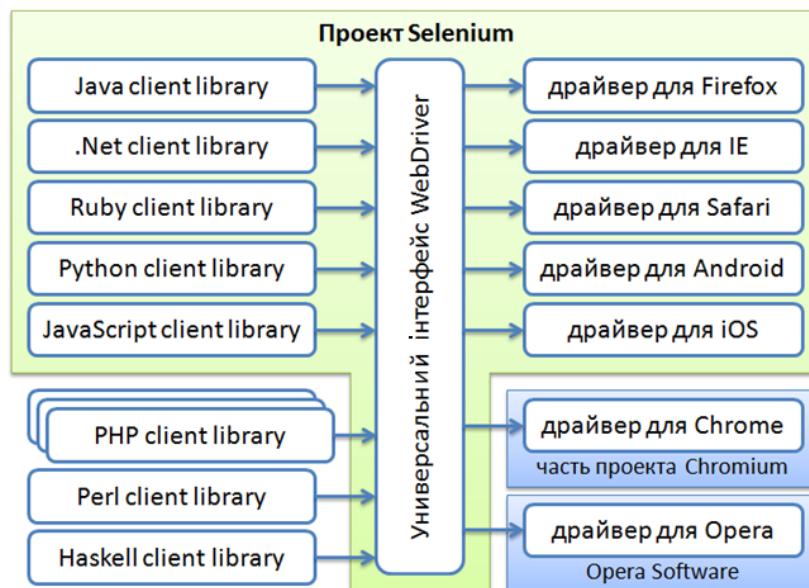 Проект Selenium
Java client library
.Net client library
Ruby client library
Python client library
JavaScript client library
PHP client library
Perl client library
Haskell client library
Универсальний інтерфейс WebDriver
драйвер для Firefox
драйвер для IE
драйвер для Safari
драйвер для Android
драйвер для iOS
драйвер для Chrome
часть проекта Chromium
драйвер для Opera
Opera Software